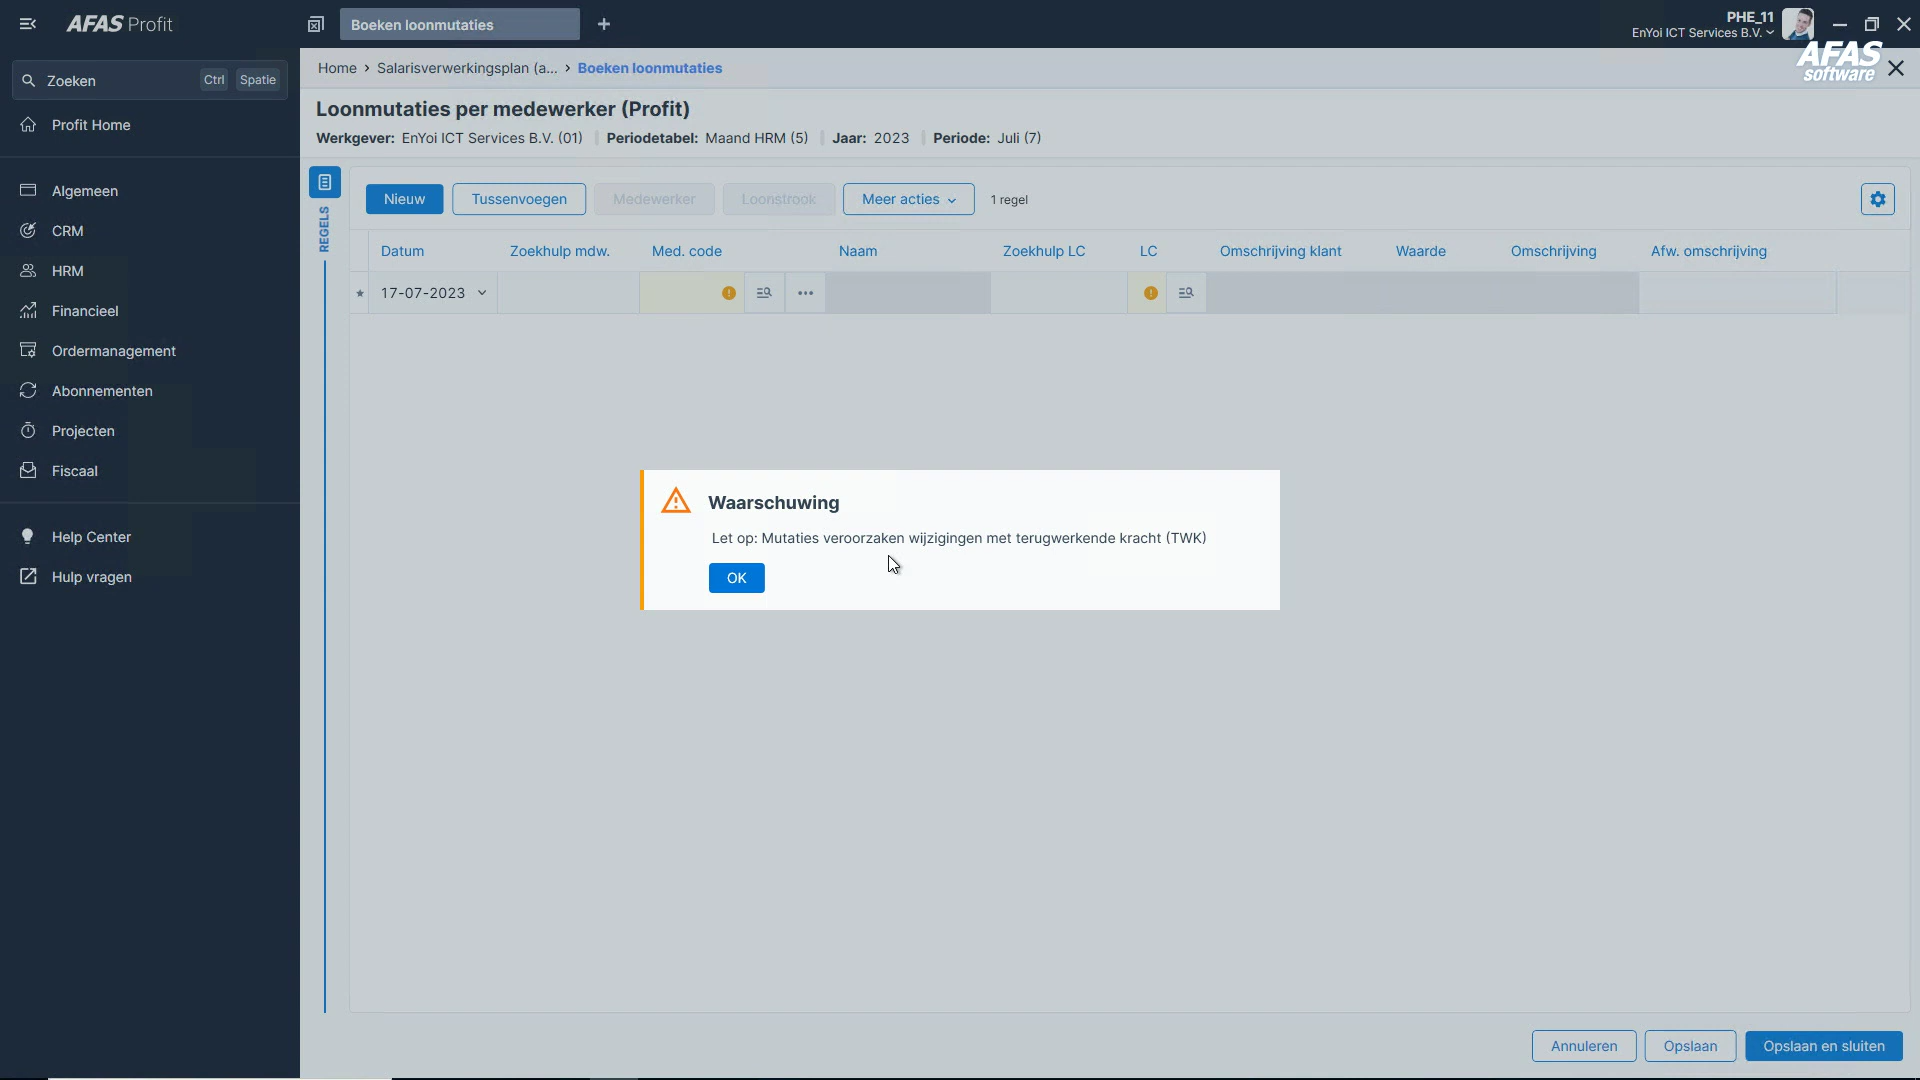 AFAS Profit
Boeken loonmutaties
PHE_11
EnYoi ICT Services B.V.
AFAS
software
Zoeken
Ctrl
Spatie
Profit Home
Algemeen
CRM
HRM
Financieel
Ordermanagement
Abonnementen
Projecten
Fiscaal
Help Center
Hulp vragen
Home > Salarisverwerkingsplan (a... > Boeken loonmutaties
Loonmutaties per medewerker (Profit)
Werkgever: EnYoi ICT Services B.V. (01) Periodetabel: Maand HRM (5) Jaar: 2023 Periode: Juli (7)
REGELS
Nieuw Tussenvoegen Medewerker Loonstrook Meer acties 1 regel
Datum Zoekhulp mdw. Med. code Naam Zoekhulp LC LC Omschrijving klant Waarde Omschrijving Afw. omschrijving
17-07-2023
Waarschuwing
Let op: Mutaties veroorzaken wijzigingen met terugwerkende kracht (TWK)
OK
Annuleren Opslaan Opslaan en sluiten